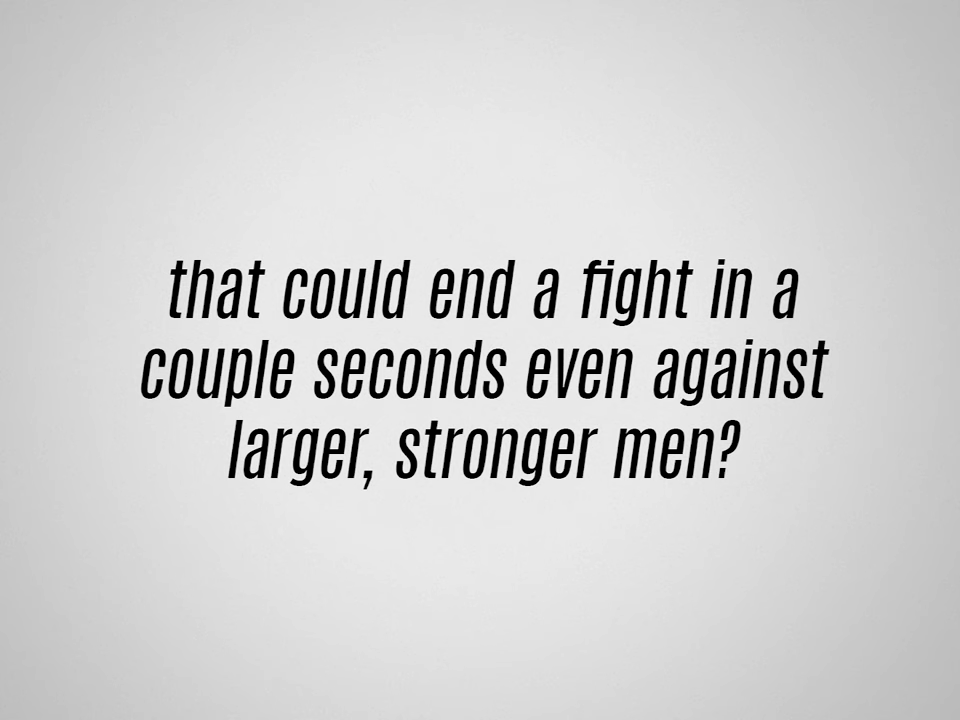 that could end a fight in a
couple seconds even against
larger, stronger men?